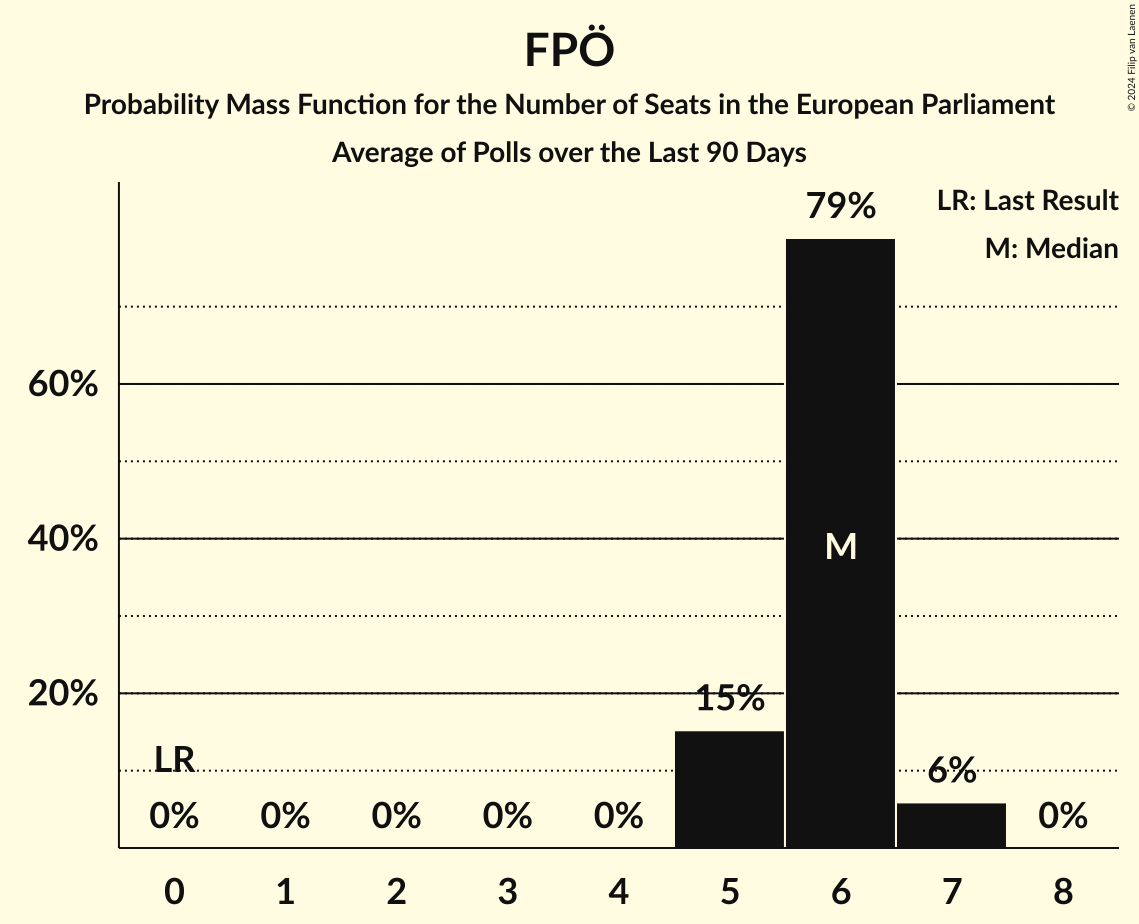 FPÖ
Probability Mass Function for the Number of Seats in the European Parliament
Average of Polls over the Last 90 Days
© 2024 Filip van Laenen
LR: Last Result
M: Median
79%
60%
40%
M
20%
15%
LR
6%
0% 0% 0% 0% 0% 0%
0 1 2 3 4 5 6 7 8